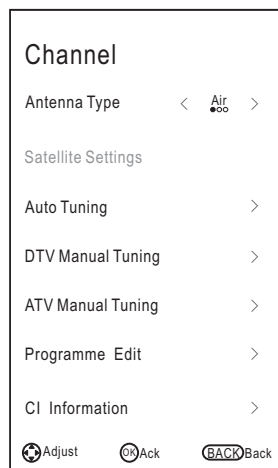 Channel
Antenna Type < Air >
Satellite Settings
Auto Tuning >
DTV Manual Tuning >
ATV Manual Tuning >
Programme Edit >
CI Information >
Adjust OK Ack BACK Back